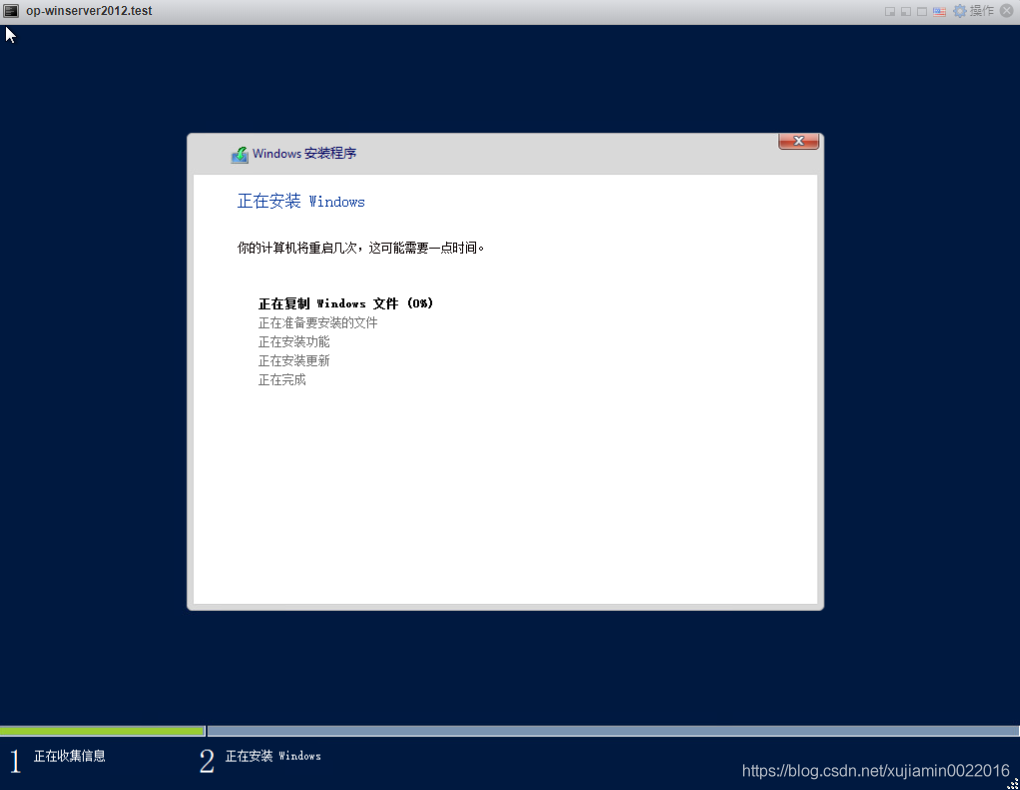 op-winserver2012.test
操作
Windows 安装程序
正在安装 Windows
你的计算机将重启几次，这可能需要一点时间。
正在复制 Windows 文件 (0%)
正在准备要安装的文件
正在安装功能
正在安装更新
正在完成
1 正在收集信息
2 正在安装 Windows
https://blog.csdn.net/xujiamin0022016